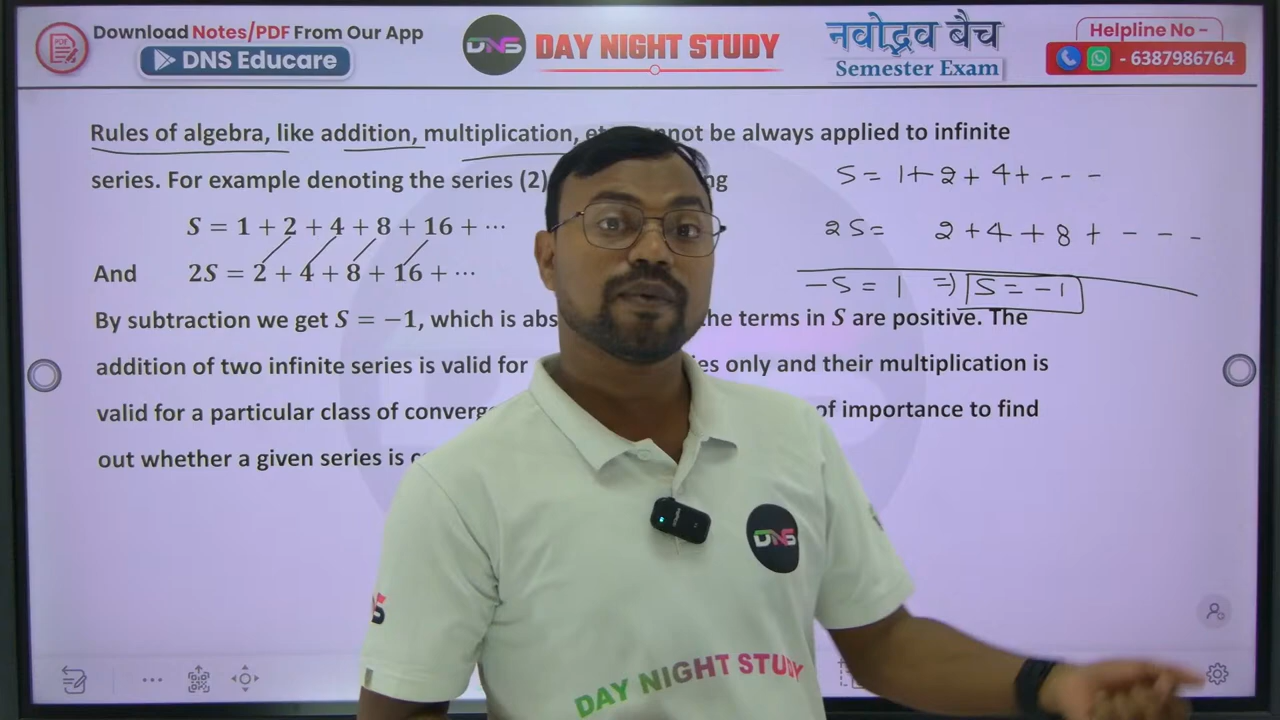 Download Notes/PDF From Our App
DNS Educare
DNS DAY NIGHT STUDY
नवोद्भव बैच
Semester Exam
Helpline No –
- 6387986764
Rules of algebra, like addition, multiplication, not be always applied to infinite
series. For example denoting the series (2)
S = 1 + 2 + 4 + 8 + 16 + ⋯
And 2S = 2 + 4 + 8 + 16 + ⋯
By subtraction we get S = −1, which is the terms in S are positive. The
addition of two infinite series is valid for only and their multiplication is
valid for a particular class of of importance to find
out whether a given series is
S = 1 + 2 + 4 + - - -
2S = 2 + 4 + 8 + - - -
-S = 1 ⇒ S = -1
DNS
DAY NIGHT STUDY